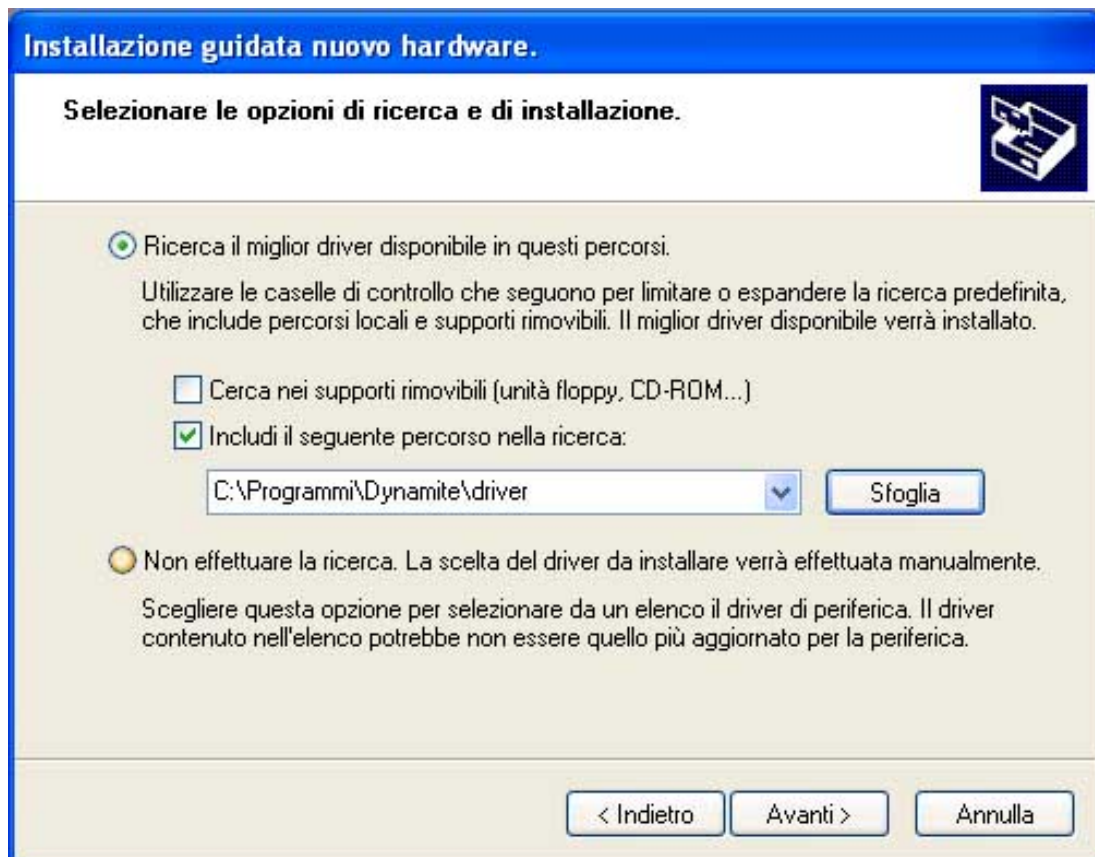 Installazione guidata nuovo hardware.
Selezionare le opzioni di ricerca e di installazione.
Ricerca il miglior driver disponibile in questi percorsi.
Utilizzare le caselle di controllo che seguono per limitare o espandere la ricerca predefinita,
che include percorsi locali e supporti rimovibili. Il miglior driver disponibile verrà installato.
Cerca nei supporti rimovibili (unità floppy, CD-ROM...)
Includi il seguente percorso nella ricerca:
C:\Programmi\Dynamite\driver
Sfoglia
Non effettuare la ricerca. La scelta del driver da installare verrà effettuata manualmente.
Scegliere questa opzione per selezionare da un elenco il driver di periferica. Il driver
contenuto nell'elenco potrebbe non essere quello più aggiornato per la periferica.
< Indietro
Avanti >
Annulla